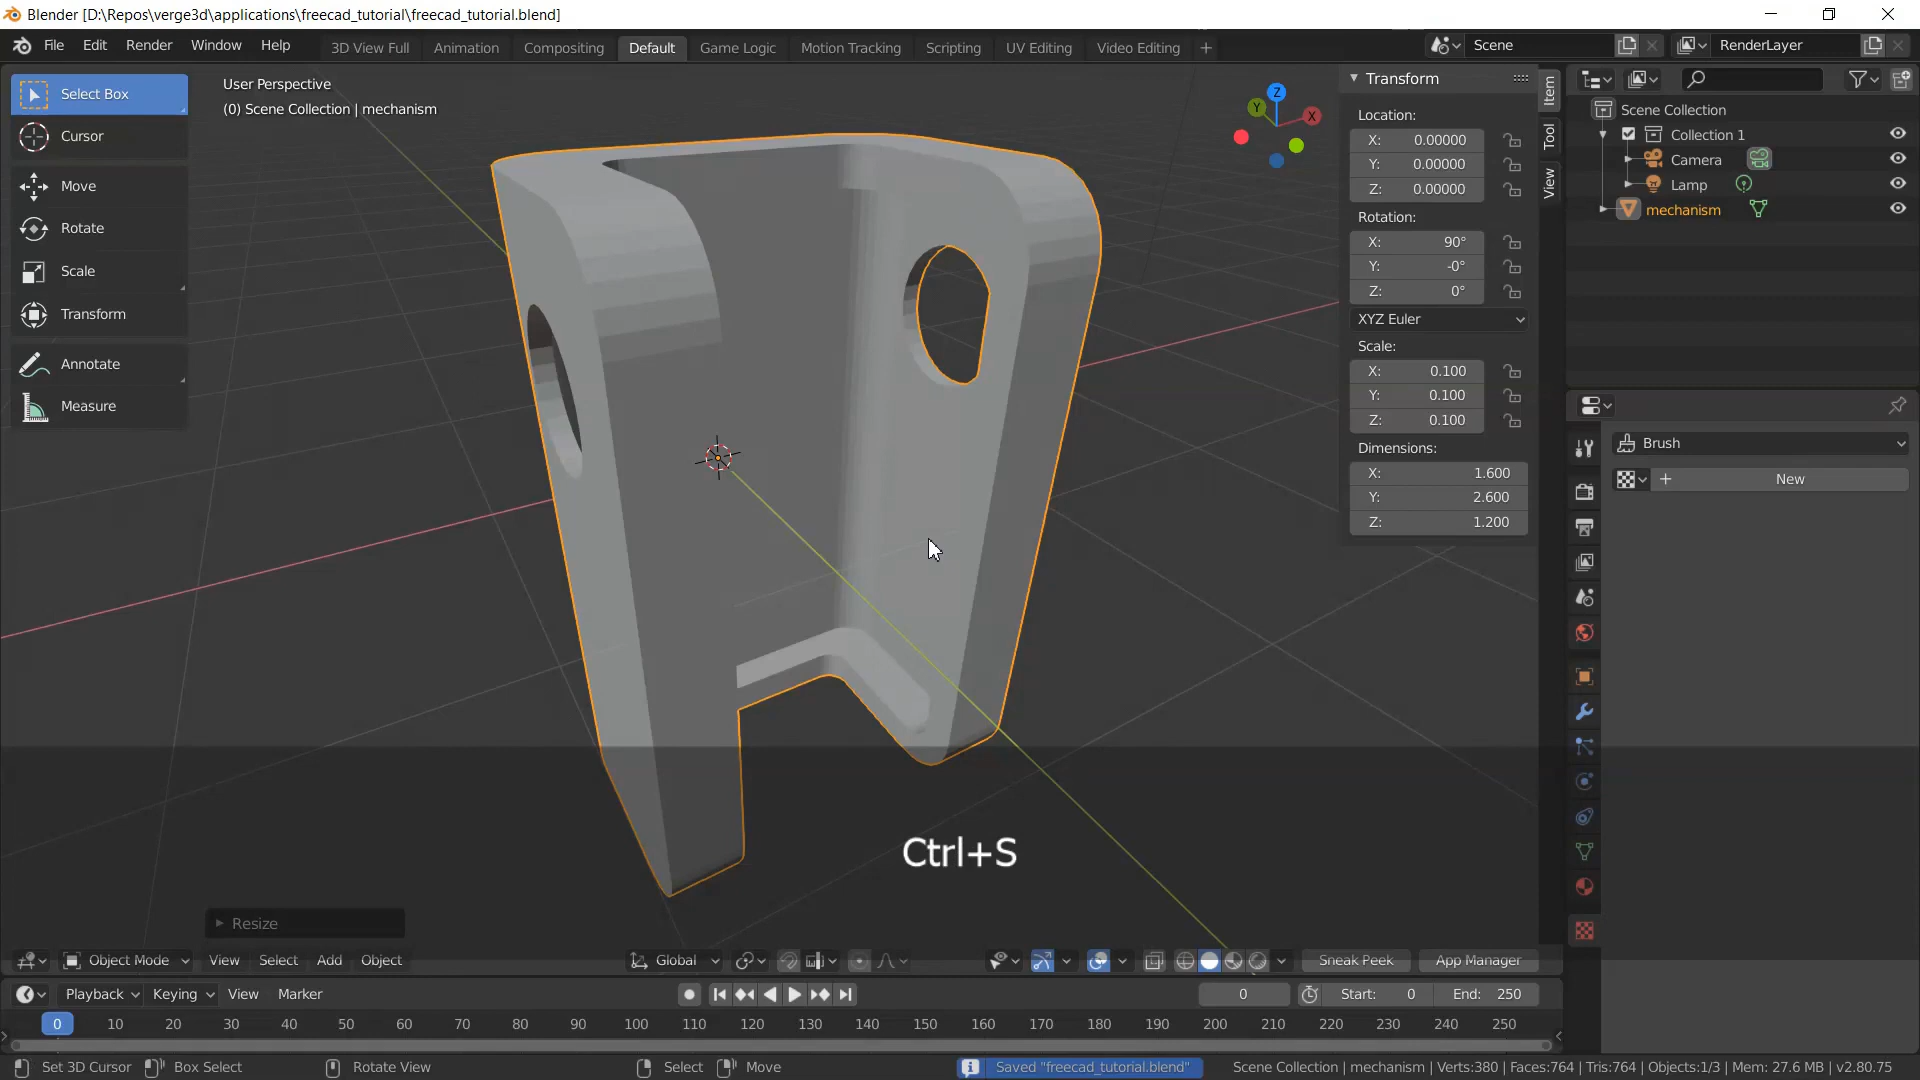 Blender [D:\Repos\verge3d\applications\freecad_tutorial\freecad_tutorial.blend]
File Edit Render Window Help 3D View Full Animation Compositing Default Game Logic Motion Tracking Scripting UV Editing Video Editing + Scene RenderLayer
Select Box
Cursor
Move
Rotate
Scale
Transform
Annotate
Measure
User Perspective
(0) Scene Collection | mechanism
Z
Y
X
Transform
Location:
X: 0.00000
Y: 0.00000
Z: 0.00000
Rotation:
X: 90°
Y: -0°
Z: 0°
XYZ Euler
Scale:
X: 0.100
Y: 0.100
Z: 0.100
Dimensions:
X: 1.600
Y: 2.600
Z: 1.200
Item
Tool
View
Scene Collection
Collection 1
Camera
Lamp
mechanism
Brush
+ New
Ctrl+S
Resize
Object Mode View Select Add Object Global Sneak Peek App Manager
Playback Keying View Marker 0 Start: 0 End: 250
0 10 20 30 40 50 60 70 80 90 100 110 120 130 140 150 160 170 180 190 200 210 220 230 240 250
Set 3D Cursor Box Select Rotate View Select Move Saved "freecad_tutorial.blend" Scene Collection | mechanism | Verts:380 | Faces:764 | Tris:764 | Objects:1/3 | Mem: 27.6 MB | v2.80.75